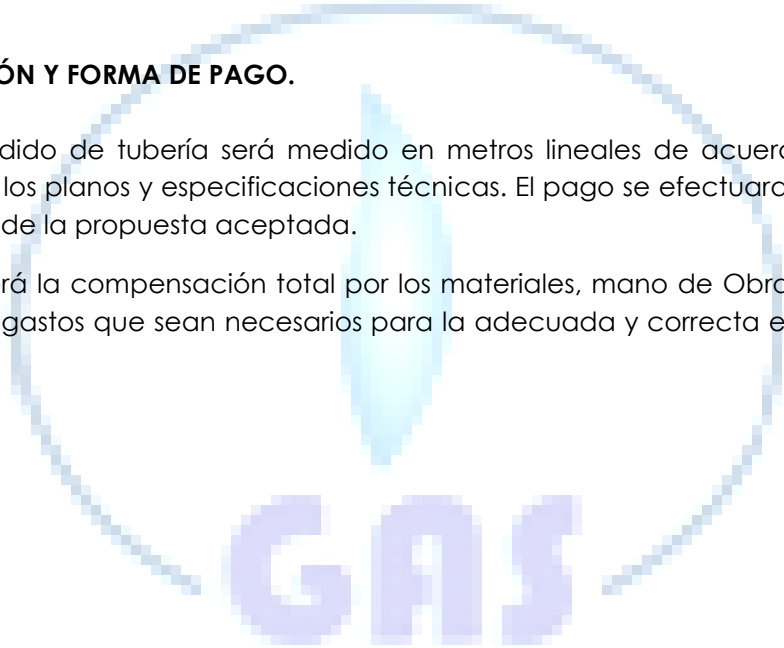 ÓN Y FORMA DE PAGO.
dido de tubería será medido en metros lineales de acuerd
los planos y especificaciones técnicas. El pago se efectuara
de la propuesta aceptada.
rá la compensación total por los materiales, mano de Obra
gastos que sean necesarios para la adecuada y correcta e
GAS